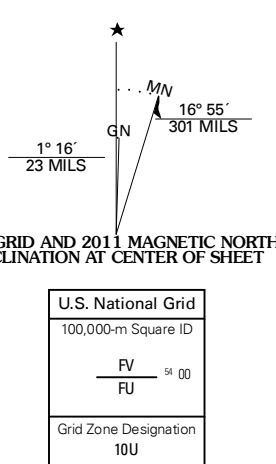 ★
MN
GN
16° 55´
301 MILS
1° 16´
23 MILS
GRID AND 2011 MAGNETIC NORTH
CLINATION AT CENTER OF SHEET
U.S. National Grid
100,000-m Square ID
FV
54 00
FU
Grid Zone Designation
10U